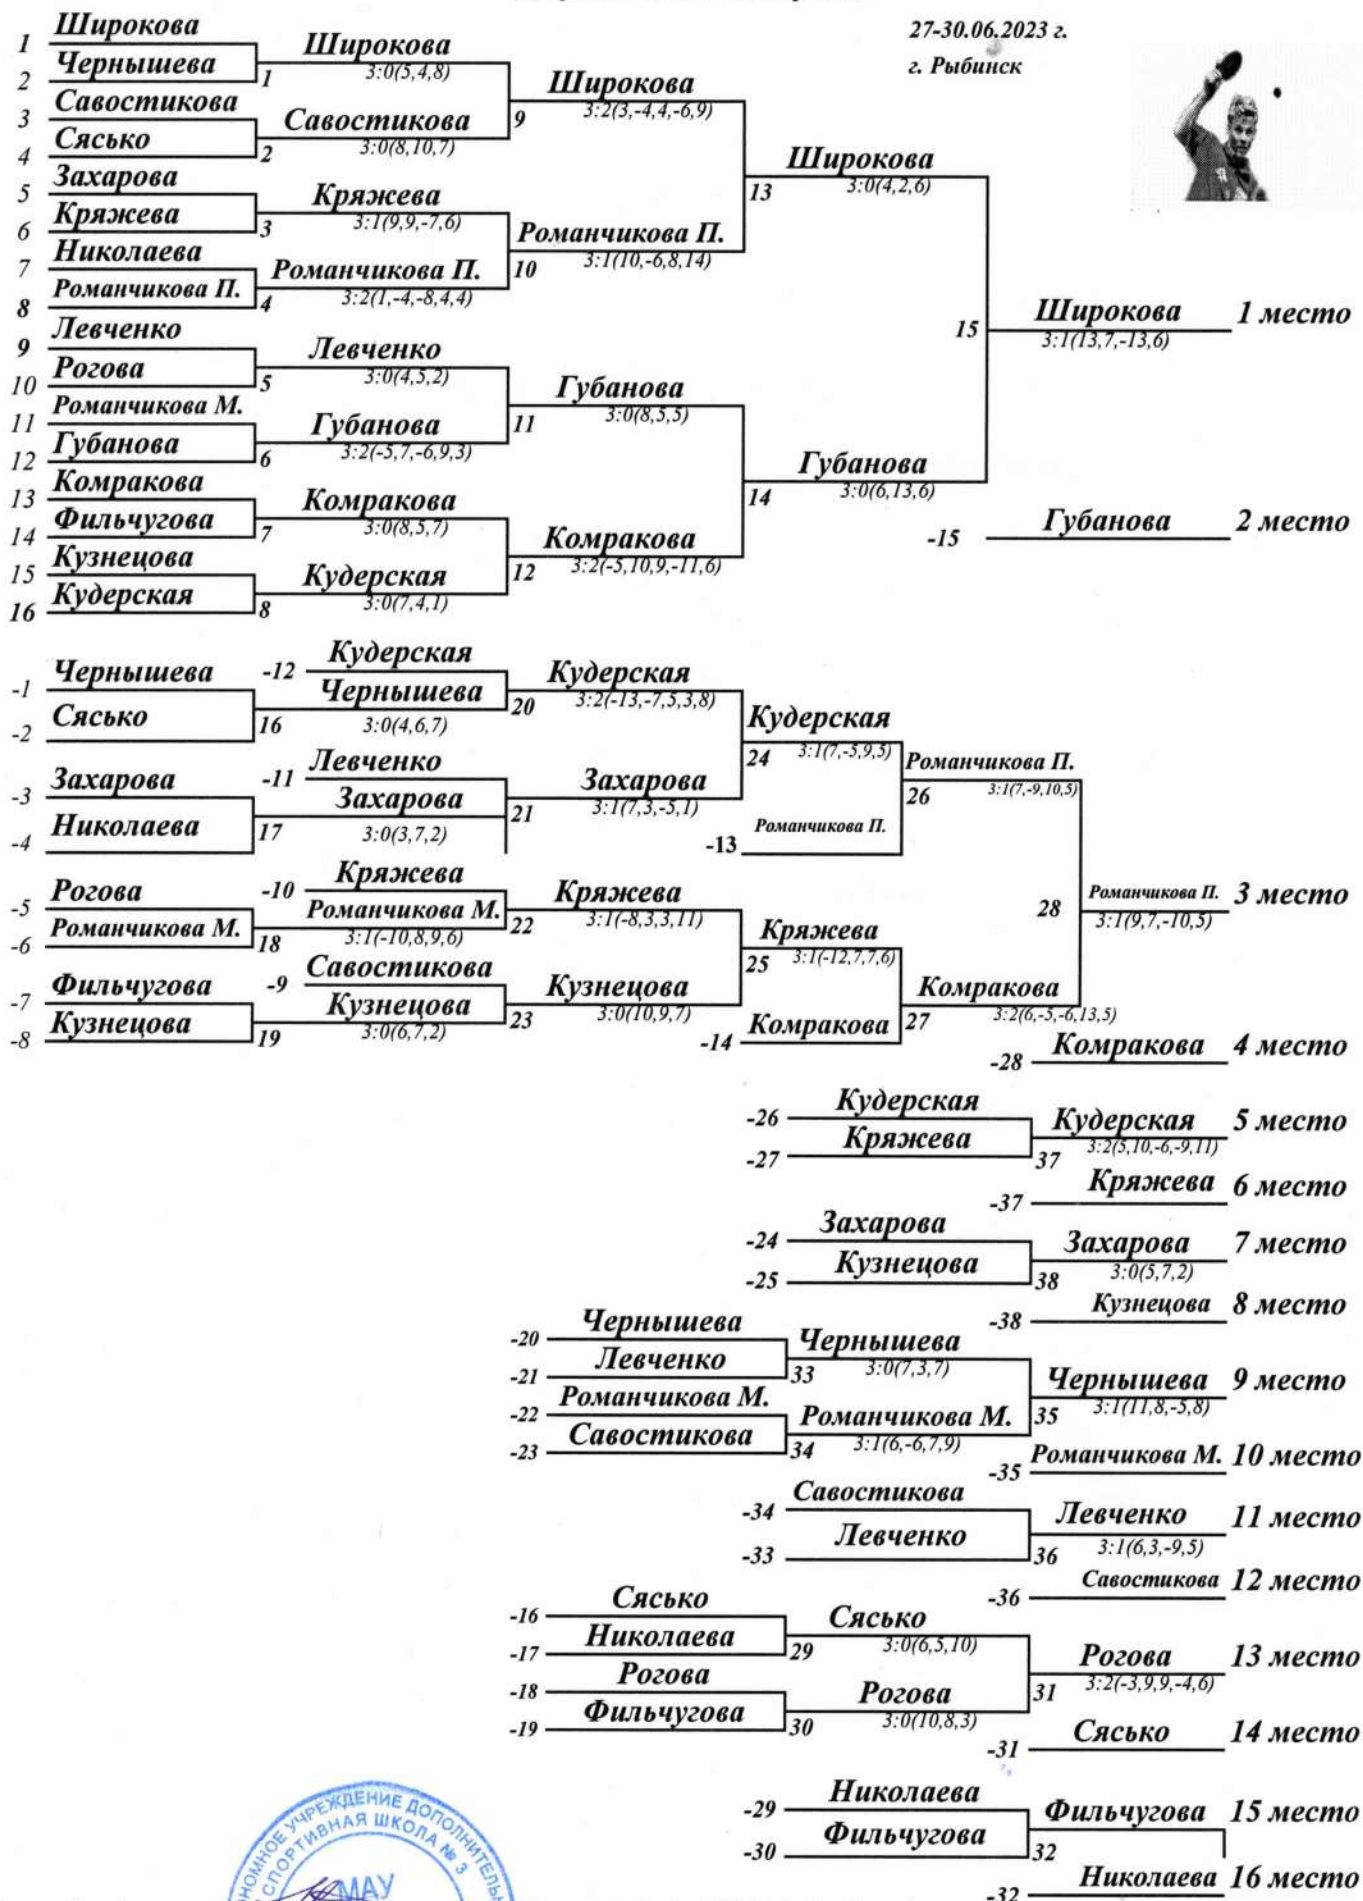 27-30.06.2023 г.
г. Рыбинск
1 Широкова
2 Чернышева
1 Широкова
3:0(5,4,8)
3 Савостикова
4 Сясько
2 Савостикова
3:0(8,10,7)
9 Широкова
3:2(3,-4,4,-6,9)
5 Захарова
6 Кряжева
3 Кряжева
3:1(9,9,-7,6)
7 Николаева
8 Романчикова П.
4 Романчикова П.
3:2(1,-4,-8,4,4)
10 Романчикова П.
3:1(10,-6,8,14)
13 Широкова
3:0(4,2,6)
9 Левченко
10 Рогова
5 Левченко
3:0(4,5,2)
11 Романчикова М.
12 Губанова
6 Губанова
3:2(-5,7,-6,9,3)
11 Губанова
3:0(8,5,5)
13 Комракова
14 Фильчугова
7 Комракова
3:0(8,5,7)
15 Кузнецова
16 Кудерская
8 Кудерская
3:0(7,4,1)
12 Комракова
3:2(-5,10,9,-11,6)
14 Губанова
3:0(6,13,6)
15 Широкова 1 место
3:1(13,7,-13,6)
-15 Губанова 2 место
-1 Чернышева
-2 Сясько
-12 Кудерская
16 Чернышева
3:0(4,6,7)
20 Кудерская
3:2(-13,-7,5,3,8)
-3 Захарова
-4 Николаева
-11 Левченко
17 Захарова
3:0(3,7,2)
21 Захарова
3:1(7,3,-5,1)
24 Кудерская
3:1(7,-5,9,5)
-13 Романчикова П.
26 Романчикова П.
3:1(7,-9,10,5)
-5 Рогова
-6 Романчикова М.
-10 Кряжева
18 Романчикова М.
3:1(-10,8,9,6)
22 Кряжева
3:1(-8,3,3,11)
-7 Фильчугова
-8 Кузнецова
-9 Савостикова
19 Кузнецова
3:0(6,7,2)
23 Кузнецова
3:0(10,9,7)
25 Кряжева
3:1(-12,7,7,6)
-14 Комракова
27 Комракова
3:2(6,-5,-6,13,5)
28 Романчикова П. 3 место
3:1(9,7,-10,5)
-28 Комракова 4 место
-26 Кудерская
-27 Кряжева
37 Кудерская 5 место
3:2(5,10,-6,-9,11)
-37 Кряжева 6 место
-24 Захарова
-25 Кузнецова
38 Захарова 7 место
3:0(5,7,2)
-38 Кузнецова 8 место
-20 Чернышева
-21 Левченко
33 Чернышева
3:0(7,3,7)
-22 Романчикова М.
-23 Савостикова
34 Романчикова М.
3:1(6,-6,7,9)
35 Чернышева 9 место
3:1(11,8,-5,8)
-35 Романчикова М. 10 место
-34 Савостикова
-33 Левченко
36 Левченко 11 место
3:1(6,3,-9,5)
-36 Савостикова 12 место
-16 Сясько
-17 Николаева
29 Сясько
3:0(6,5,10)
-18 Рогова
-19 Фильчугова
30 Рогова
3:0(10,8,3)
31 Рогова 13 место
3:2(-3,9,9,-4,6)
-31 Сясько 14 место
-29 Николаева
-30 Фильчугова
32 Фильчугова 15 место
-32 Николаева 16 место
УЧРЕЖДЕНИЕ
СПОРТИВНАЯ ШКОЛА № 3
МАУ